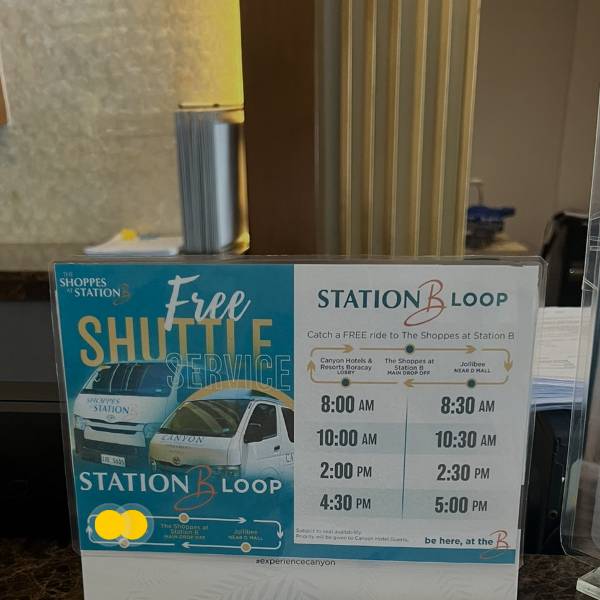 THE
SHOPPES
AT STATION B
Free
SHUTTLE
SERVICE
SHOPPES
STATION
CANYON
STATION B LOOP
The Shoppes at
Station B
MAIN DROP OFF
Jollibee
NEAR D MALL
STATION B LOOP
Catch a FREE ride to The Shoppes at Station B
Canyon Hotels &
Resorts Boracay
LOBBY
The Shoppes at
Station B
MAIN DROP OFF
Jollibee
NEAR D MALL
8:00 AM
8:30 AM
10:00 AM
10:30 AM
2:00 PM
2:30 PM
4:30 PM
5:00 PM
Subject to seat availability.
Priority will be given to Canyon Hotel Guests.
be here, at the B
#experiencecanyon